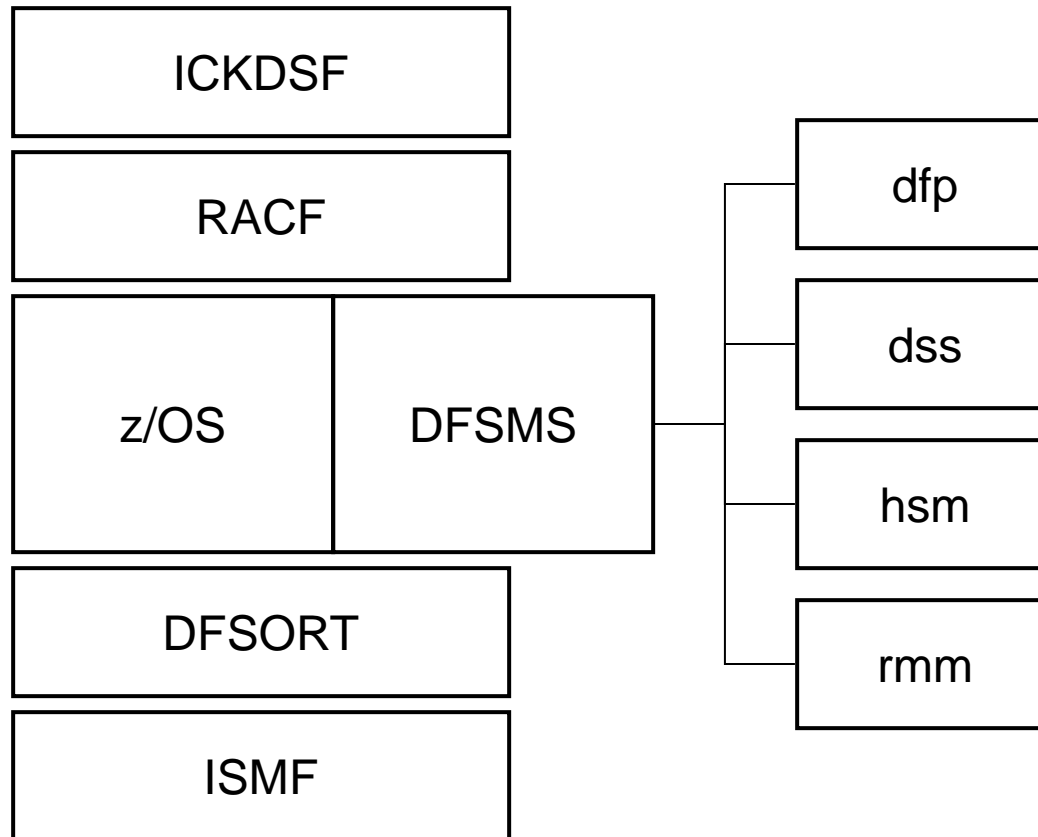 ICKDSF
RACF
z/OS
DFSMS
DFSORT
ISMF
dfp
dss
hsm
rmm